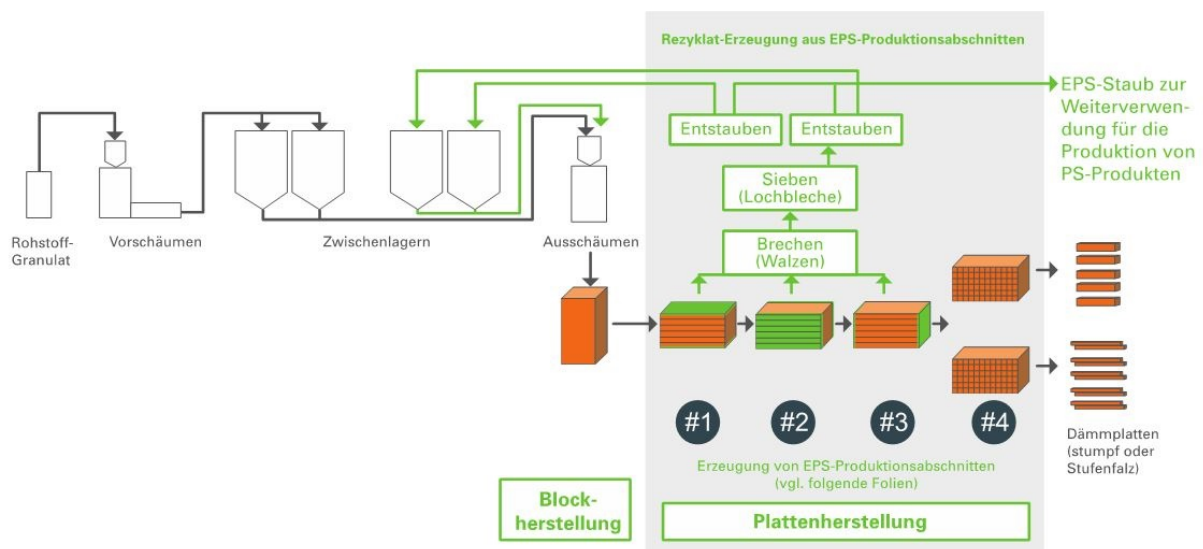 Rezyklat-Erzeugung aus EPS-Produktionsabschnitten
EPS-Staub zur
Weiterverwen-
dung für die
Produktion von
PS-Produkten
Entstauben
Entstauben
Sieben
(Lochbleche)
Brechen
(Walzen)
Rohstoff-
Granulat
Vorschäumen
Zwischenlagern
Ausschäumen
#1
#2
#3
#4
Dämmplatten
(stumpf oder
Stufenfalz)
Erzeugung von EPS-Produktionsabschnitten
(vgl. folgende Folien)
Block-
herstellung
Plattenherstellung